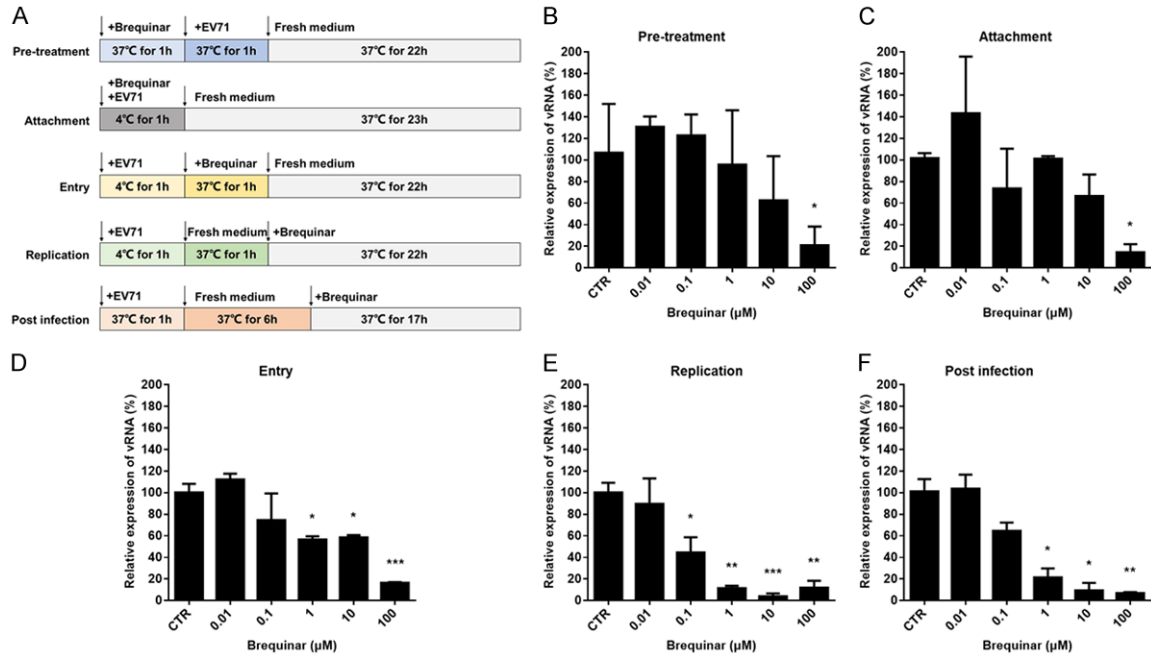 A
+Brequinar +EV71 Fresh medium
Pre-treatment 37℃ for 1h 37℃ for 1h 37℃ for 22h
+Brequinar
+EV71 Fresh medium
Attachment 4℃ for 1h 37℃ for 23h
+EV71 +Brequinar Fresh medium
Entry 4℃ for 1h 37℃ for 1h 37℃ for 22h
+EV71 Fresh medium +Brequinar
Replication 4℃ for 1h 37℃ for 1h 37℃ for 22h
+EV71 Fresh medium +Brequinar
Post infection 37℃ for 1h 37℃ for 6h 37℃ for 17h
B
Pre-treatment
Relative expression of vRNA (%)
200
180
160
140
120
100
80
60
40
20
0
*
CTR 0.01 0.1 1 10 100
Brequinar (μM)
C
Attachment
Relative expression of vRNA (%)
200
180
160
140
120
100
80
60
40
20
0
*
CTR 0.01 0.1 1 10 100
Brequinar (μM)
D
Entry
Relative expression of vRNA (%)
200
180
160
140
120
100
80
60
40
20
0
* * ***
CTR 0.01 0.1 1 10 100
Brequinar (μM)
E
Replication
Relative expression of vRNA (%)
200
180
160
140
120
100
80
60
40
20
0
* ** *** **
CTR 0.01 0.1 1 10 100
Brequinar (μM)
F
Post infection
Relative expression of vRNA (%)
200
180
160
140
120
100
80
60
40
20
0
* * **
CTR 0.01 0.1 1 10 100
Brequinar (μM)